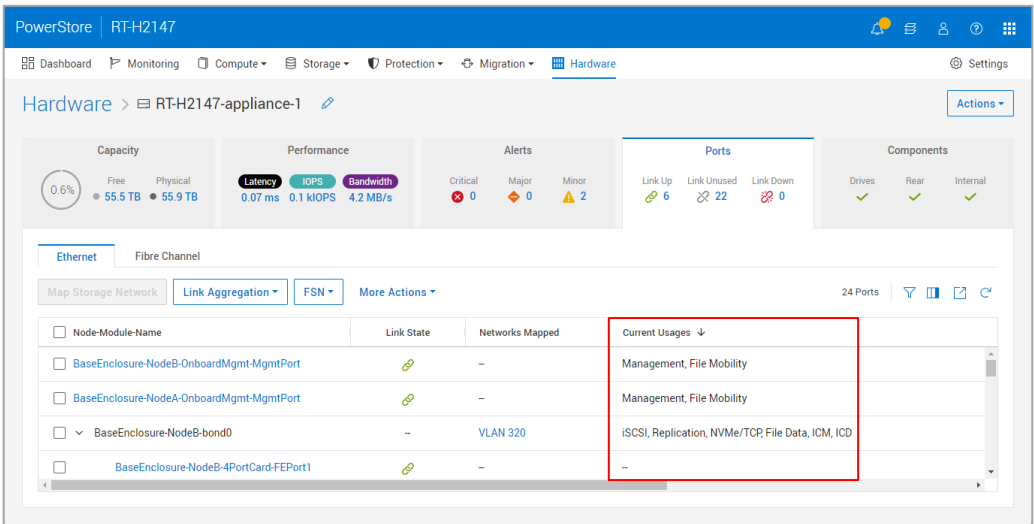 PowerStore RT-H2147
Dashboard Monitoring Compute Storage Protection Migration Hardware Settings
Hardware > RT-H2147-appliance-1 Actions
Capacity Performance Alerts Ports Components
Free Physical Latency IOPS Bandwidth Critical Major Minor Link Up Link Unused Link Down Drives Rear Internal
0.6% 55.5 TB 55.9 TB 0.07 ms 0.1 kIOPS 4.2 MB/s 0 0 2 6 22 0
Ethernet Fibre Channel
Map Storage Network Link Aggregation FSN More Actions 24 Ports
Node-Module-Name Link State Networks Mapped Current Usages
BaseEnclosure-NodeB-OnboardMgmt-MgmtPort -- Management, File Mobility
BaseEnclosure-NodeA-OnboardMgmt-MgmtPort -- Management, File Mobility
BaseEnclosure-NodeB-bond0 -- VLAN 320 iSCSI, Replication, NVMe/TCP, File Data, ICM, ICD
BaseEnclosure-NodeB-4PortCard-FEPort1 -- --